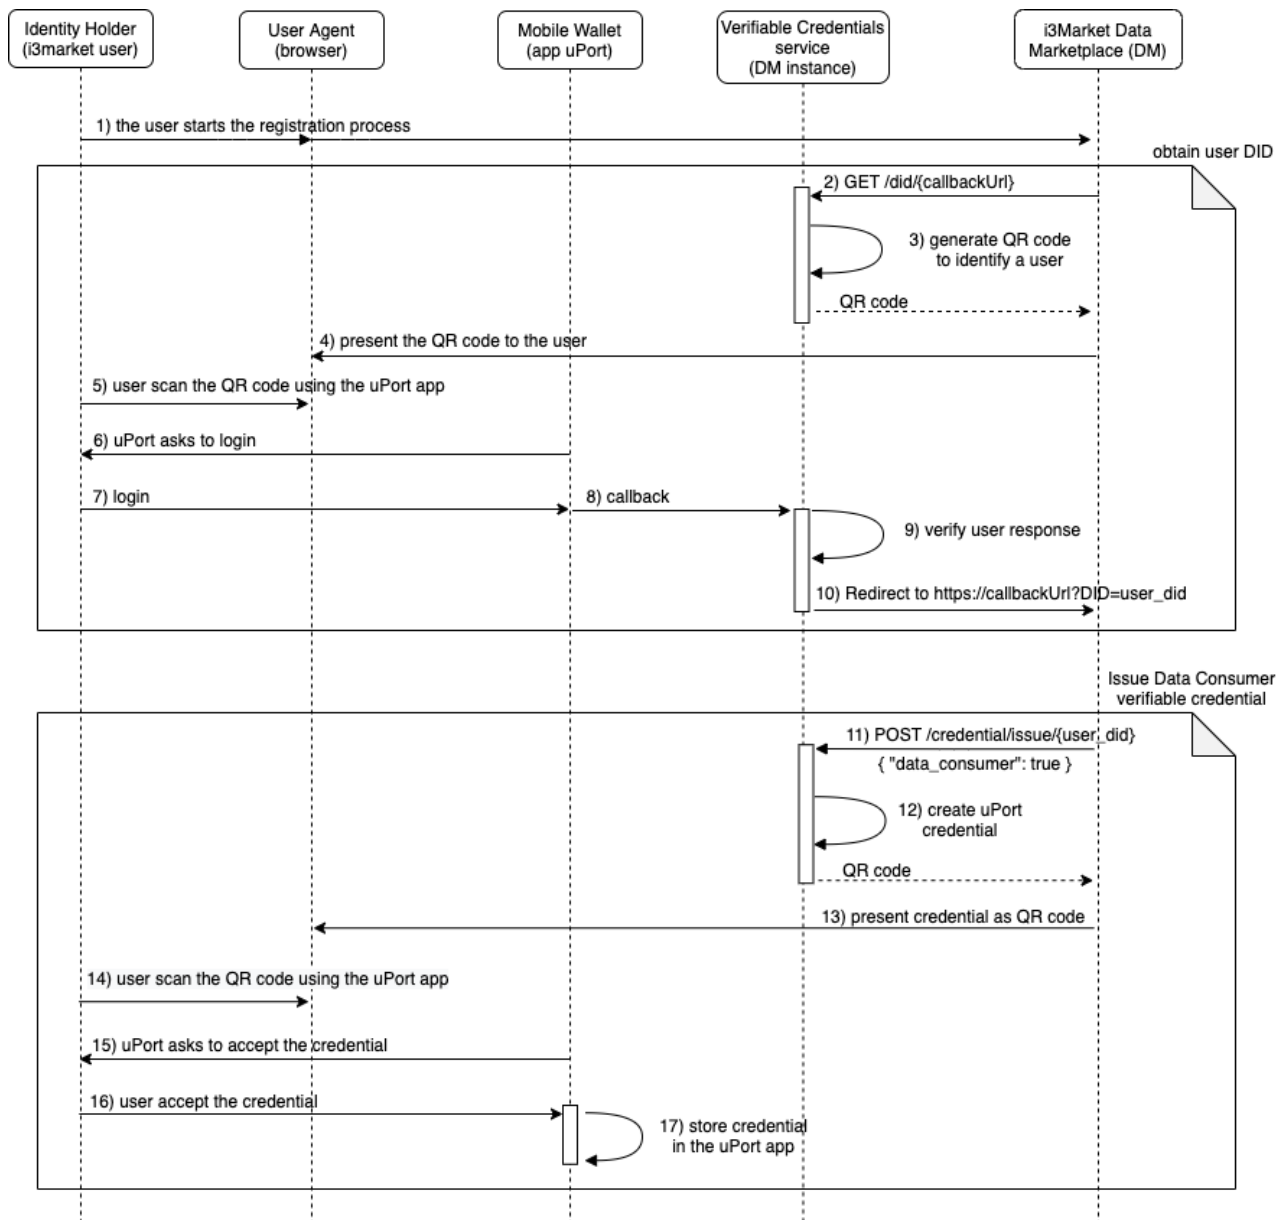 Identity Holder
(i3market user)
User Agent
(browser)
Mobile Wallet
(app uPort)
Verifiable Credentials
service
(DM instance)
i3Market Data
Marketplace (DM)
1) the user starts the registration process
obtain user DID
2) GET /did/{callbackUrl}
3) generate QR code
to identify a user
QR code
4) present the QR code to the user
5) user scan the QR code using the uPort app
6) uPort asks to login
7) login
8) callback
9) verify user response
10) Redirect to https://callbackUrl?DID=user_did
Issue Data Consumer
verifiable credential
11) POST /credential/issue/{user_did}
{ "data_consumer": true }
12) create uPort
credential
QR code
13) present credential as QR code
14) user scan the QR code using the uPort app
15) uPort asks to accept the credential
16) user accept the credential
17) store credential
in the uPort app